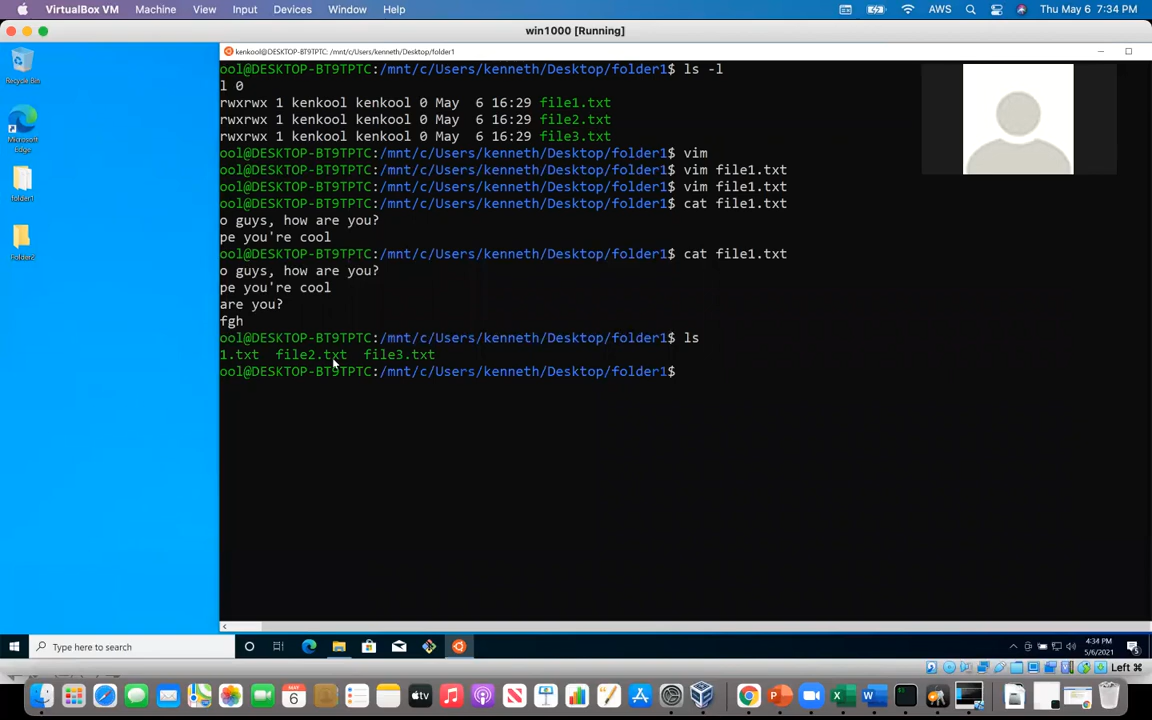 VirtualBox VM Machine View Input Devices Window Help AWS Thu May 6 7:34 PM
win1000 [Running]
kenkool@DESKTOP-BT9TPTC: /mnt/c/Users/kenneth/Desktop/folder1
ool@DESKTOP-BT9TPTC:/mnt/c/Users/kenneth/Desktop/folder1$ ls -l
l 0
rwxrwx 1 kenkool kenkool 0 May  6 16:29 file1.txt
rwxrwx 1 kenkool kenkool 0 May  6 16:29 file2.txt
rwxrwx 1 kenkool kenkool 0 May  6 16:29 file3.txt
ool@DESKTOP-BT9TPTC:/mnt/c/Users/kenneth/Desktop/folder1$ vim
ool@DESKTOP-BT9TPTC:/mnt/c/Users/kenneth/Desktop/folder1$ vim file1.txt
ool@DESKTOP-BT9TPTC:/mnt/c/Users/kenneth/Desktop/folder1$ vim file1.txt
ool@DESKTOP-BT9TPTC:/mnt/c/Users/kenneth/Desktop/folder1$ cat file1.txt
o guys, how are you?
pe you're cool
ool@DESKTOP-BT9TPTC:/mnt/c/Users/kenneth/Desktop/folder1$ cat file1.txt
o guys, how are you?
pe you're cool
are you?
fgh
ool@DESKTOP-BT9TPTC:/mnt/c/Users/kenneth/Desktop/folder1$ ls
1.txt  file2.txt  file3.txt
ool@DESKTOP-BT9TPTC:/mnt/c/Users/kenneth/Desktop/folder1$
Recycle Bin
Microsoft
Edge
folder1
Type here to search
4:34 PM
5/6/2021
Left ⌘